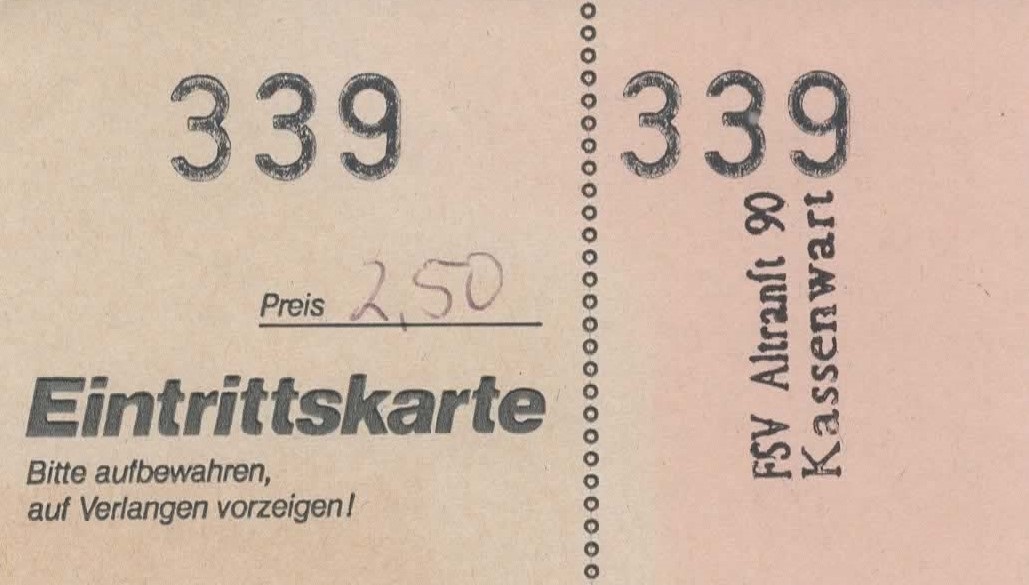 339
Preis 2,50
Eintrittskarte
Bitte aufbewahren,
auf Verlangen vorzeigen!
339
FSV Altranft 90
Kassenwart